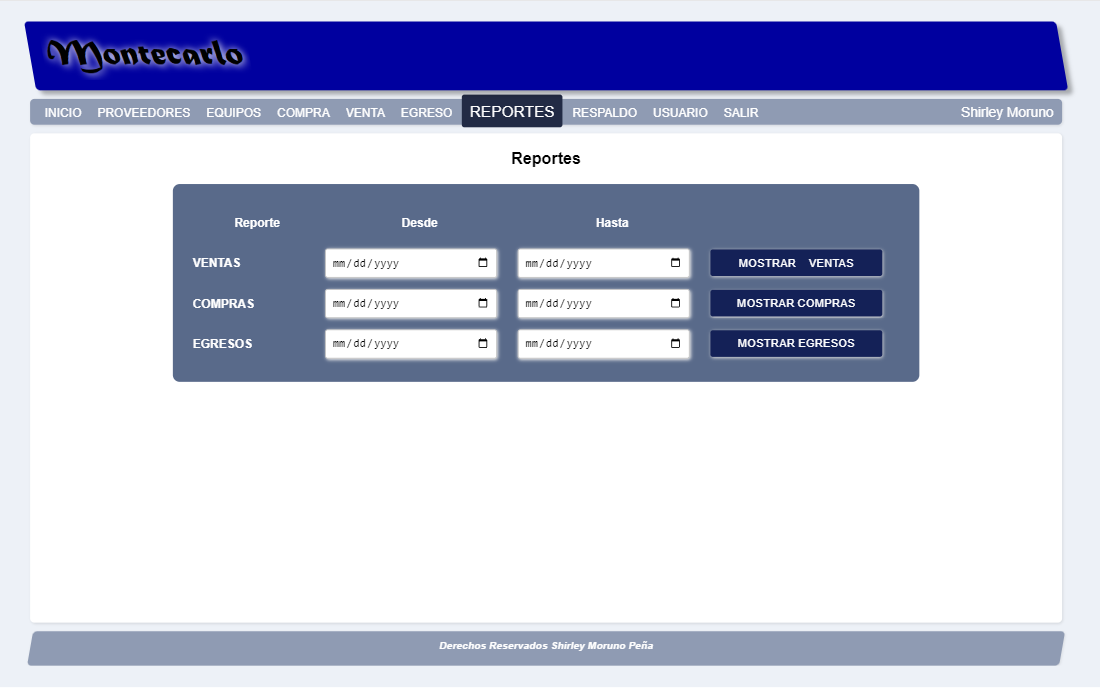 Montecarlo
INICIO PROVEEDORES EQUIPOS COMPRA VENTA EGRESO REPORTES RESPALDO USUARIO SALIR Shirley Moruno
Reportes
Reporte Desde Hasta
VENTAS mm/dd/yyyy mm/dd/yyyy MOSTRAR VENTAS
COMPRAS mm/dd/yyyy mm/dd/yyyy MOSTRAR COMPRAS
EGRESOS mm/dd/yyyy mm/dd/yyyy MOSTRAR EGRESOS
Derechos Reservados Shirley Moruno Peña